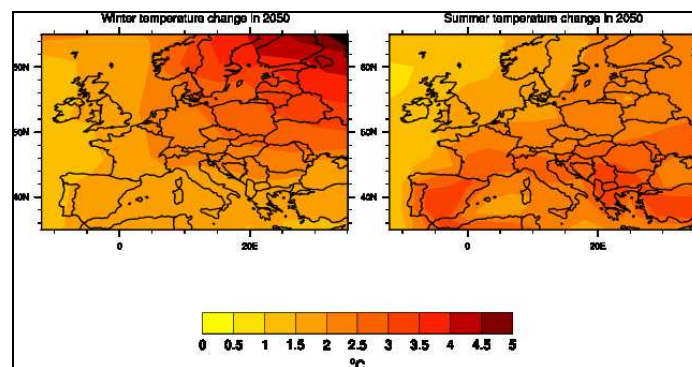 Winter temperature change in 2050
Summer temperature change in 2050
60N
50N
40N
0
20E
60N
50N
40N
0
20E
0 0.5 1 1.5 2 2.5 3 3.5 4 4.5 5
°C